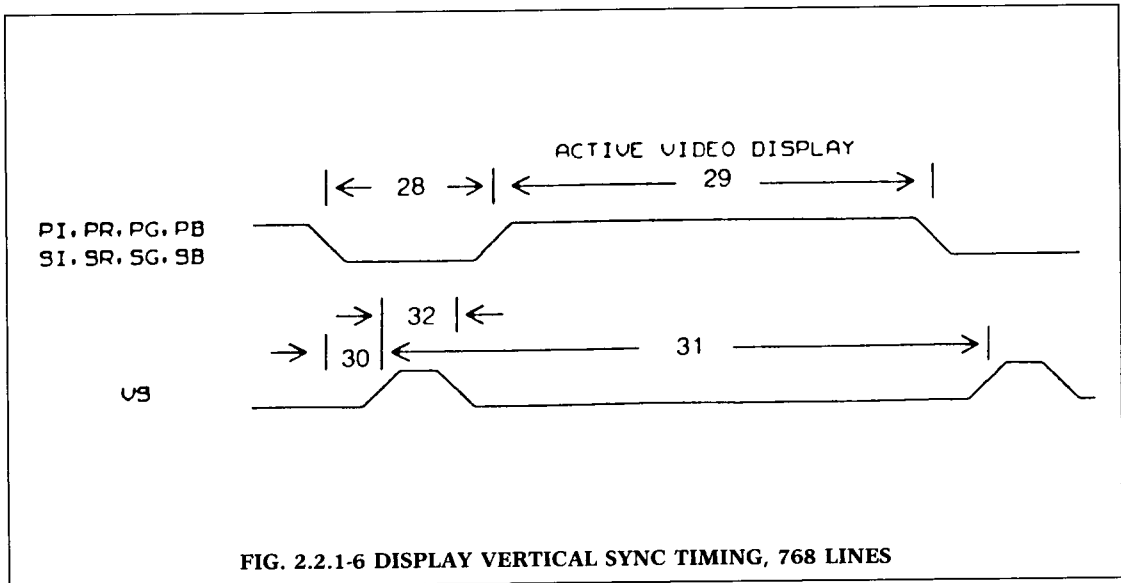 ACTIVE VIDEO DISPLAY
28
29
PI, PR, PG, PB
SI, SR, SG, SB
32
30
31
VS
FIG. 2.2.1-6 DISPLAY VERTICAL SYNC TIMING, 768 LINES